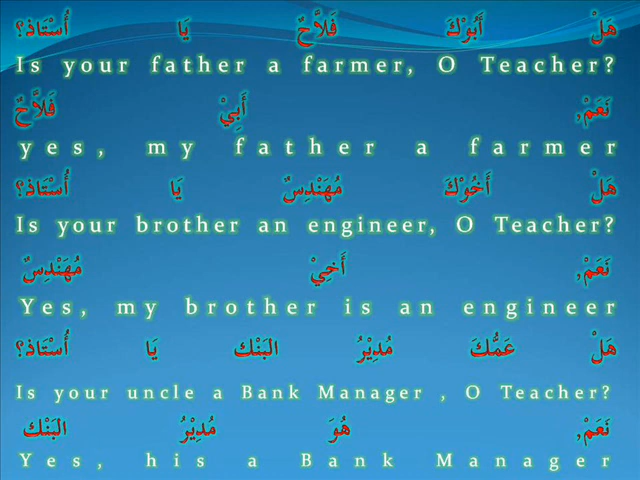 هَلْ أَبُوْكَ فَلاَّحٌ يَا أُسْتَاذ؟
Is your father a farmer, O Teacher?
نَعَمْ, أَبِيْ فَلاَّحٌ
yes, my father a farmer
هَلْ أَخُوْكَ مُهَنْدِسٌ يَا أُسْتَاذ؟
Is your brother an engineer, O Teacher?
نَعَمْ, أَخِيْ مُهَنْدِسٌ
Yes, my brother is an engineer
هَلْ عَمُّكَ مُدِيْرُ البَنْك يَا أُسْتَاذ؟
Is your uncle a Bank Manager , O Teacher?
نَعَمْ, هُوَ مُدِيْرُ البَنْك
Yes, his a Bank Manager